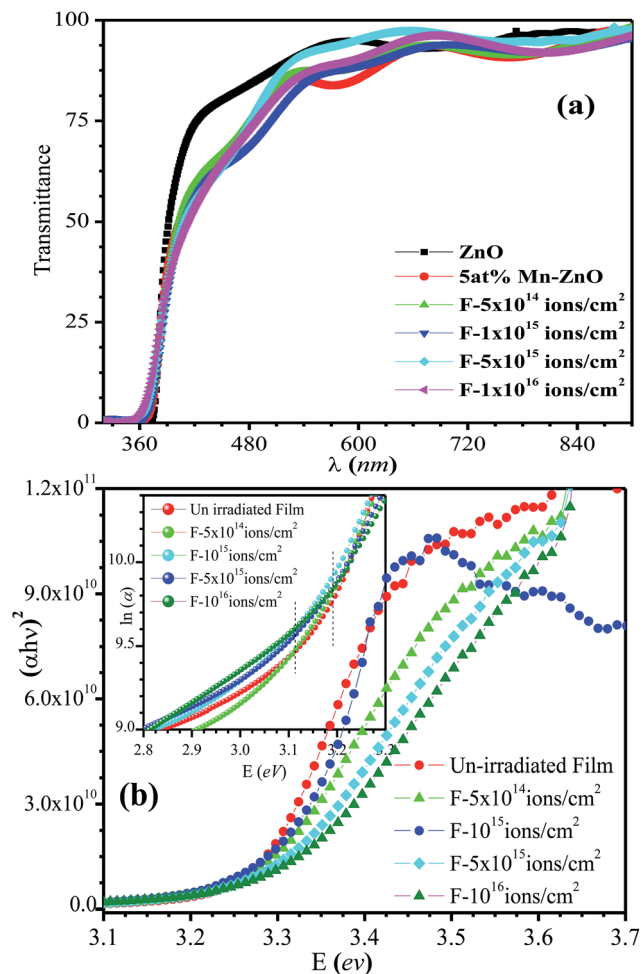 100
75
50
25
0
Transmittance
(a)
ZnO
5at% Mn-ZnO
F-5x10¹⁴ ions/cm²
F-1x10¹⁵ ions/cm²
F-5x10¹⁵ ions/cm²
F-1x10¹⁶ ions/cm²
360 480 600 720 840
λ (nm)
1.2x10¹¹
9.0x10¹⁰
6.0x10¹⁰
3.0x10¹⁰
0.0
(αhν)²
Un irradiated Film
F-5x10¹⁴ions/cm²
F-10¹⁵ions/cm²
F-5x10¹⁵ions/cm²
F-10¹⁶ions/cm²
10.0
9.5
9.0
ln (α)
2.8 2.9 3.0 3.1 3.2 3.3
E (eV)
(b)
Un-irradiated Film
F-5x10¹⁴ions/cm²
F-10¹⁵ions/cm²
F-5x10¹⁵ions/cm²
F-10¹⁶ions/cm²
3.1 3.2 3.3 3.4 3.5 3.6 3.7
E (ev)